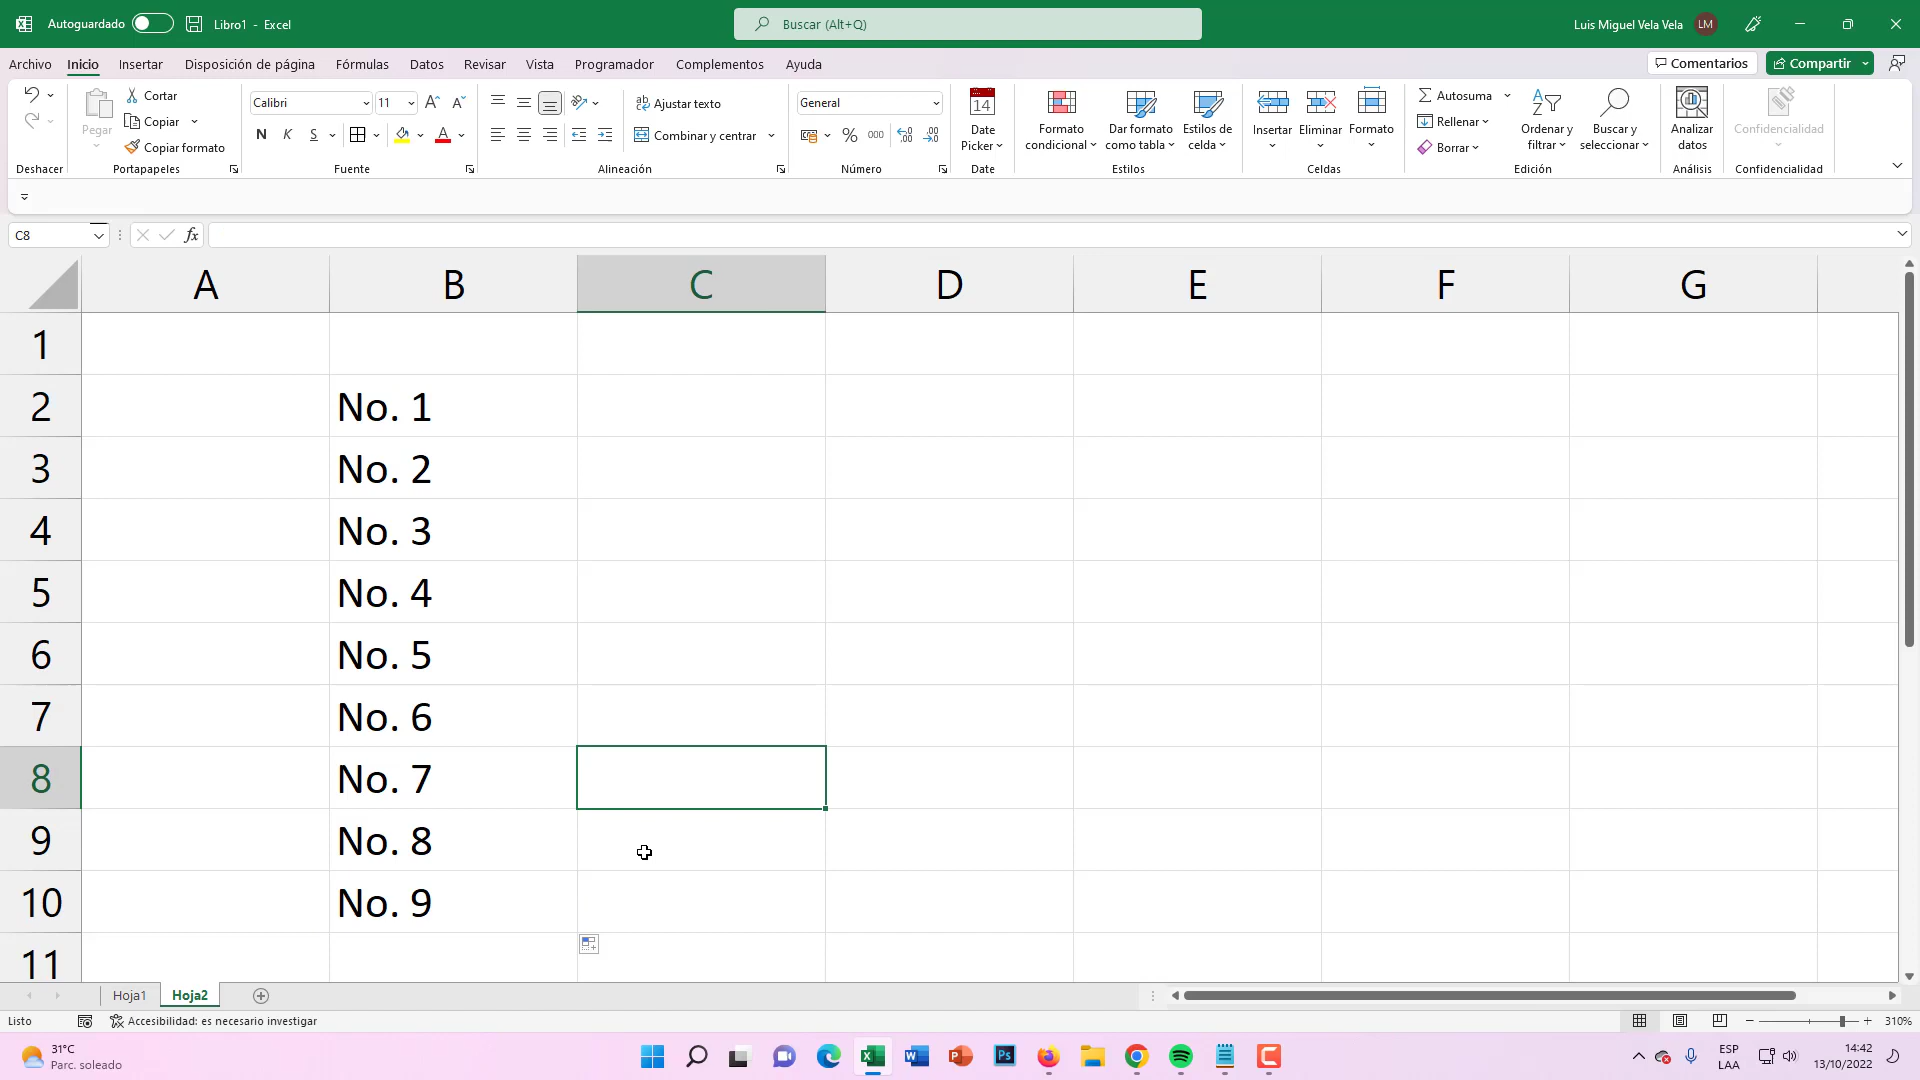 Autoguardado Libro1 - Excel Buscar (Alt+Q) Luis Miguel Vela Vela LM
Archivo Inicio Insertar Disposición de página Fórmulas Datos Revisar Vista Programador Complementos Ayuda Comentarios Compartir
Pegar Cortar Copiar Copiar formato
Calibri 11
N K S
Ajustar texto
Combinar y centrar
General
% 000
14 Date Picker
Formato condicional
Dar formato como tabla
Estilos de celda
Insertar Eliminar Formato
Autosuma
Rellenar
Borrar
Ordenar y filtrar
Buscar y seleccionar
Analizar datos
Confidencialidad
Deshacer Portapapeles Fuente Alineación Número Date Estilos Celdas Edición Análisis Confidencialidad
C8 fx
A B C D E F G
1
2 No. 1
3 No. 2
4 No. 3
5 No. 4
6 No. 5
7 No. 6
8 No. 7
9 No. 8
10 No. 9
11
Hoja1 Hoja2
Listo Accesibilidad: es necesario investigar 310%
31°C
Parc. soleado
ESP
LAA
14:42
13/10/2022